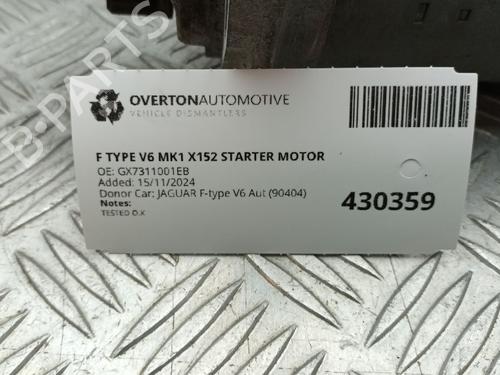 B-PARTS
OVERTONAUTOMOTIVE
VEHICLE DISMANTLERS
F TYPE V6 MK1 X152 STARTER MOTOR
OE: GX7311001EB
Added: 15/11/2024
Donor Car: JAGUAR F-type V6 Aut (90404)
Notes:
TESTED O.K
430359